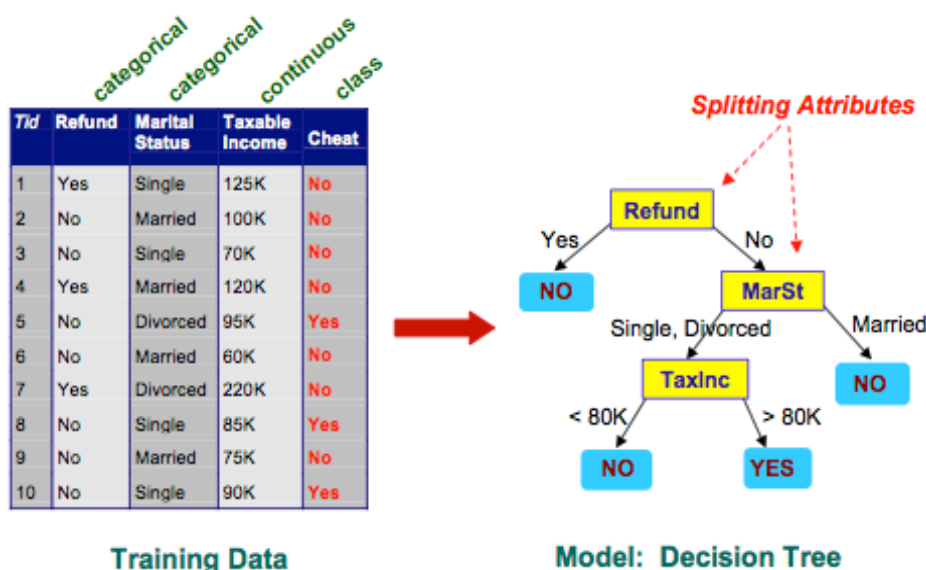 categorical
categorical
continuous
class
Tid Refund Marital Status Taxable Income Cheat
1 Yes Single 125K No
2 No Married 100K No
3 No Single 70K No
4 Yes Married 120K No
5 No Divorced 95K Yes
6 No Married 60K No
7 Yes Divorced 220K No
8 No Single 85K Yes
9 No Married 75K No
10 No Single 90K Yes
Training Data
Splitting Attributes
Refund
Yes No
NO MarSt
Single, Divorced Married
TaxInc NO
< 80K > 80K
NO YES
Model: Decision Tree